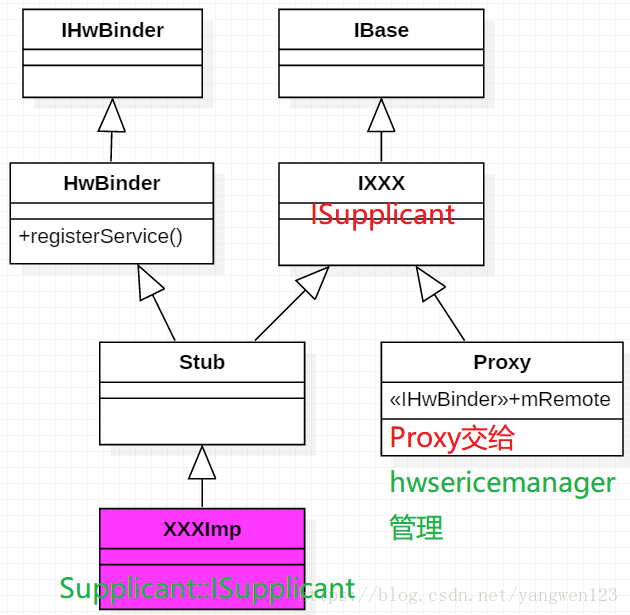 IHwBinder
IBase
HwBinder
+registerService()
IXXX
ISupplicant
Stub
Proxy
«IHwBinder»+mRemote
Proxy交给
hwsericemanager
管理
XXXImp
Supplicant::ISupplicant
https://blog.csdn.net/yangwen123